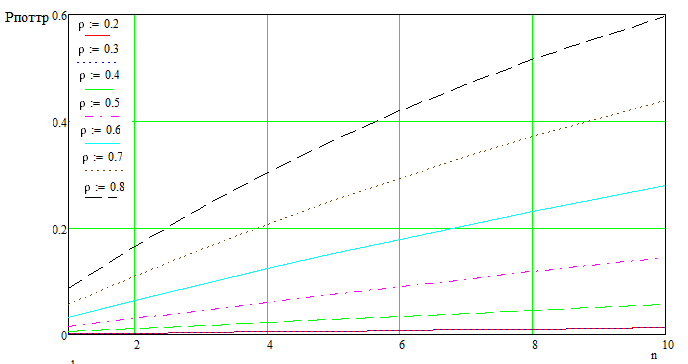 Pпоттр 0.6
ρ := 0.2
ρ := 0.3
ρ := 0.4
ρ := 0.5
ρ := 0.6
ρ := 0.7
ρ := 0.8
0.4
0.2
0
2 4 6 8 10
n
1